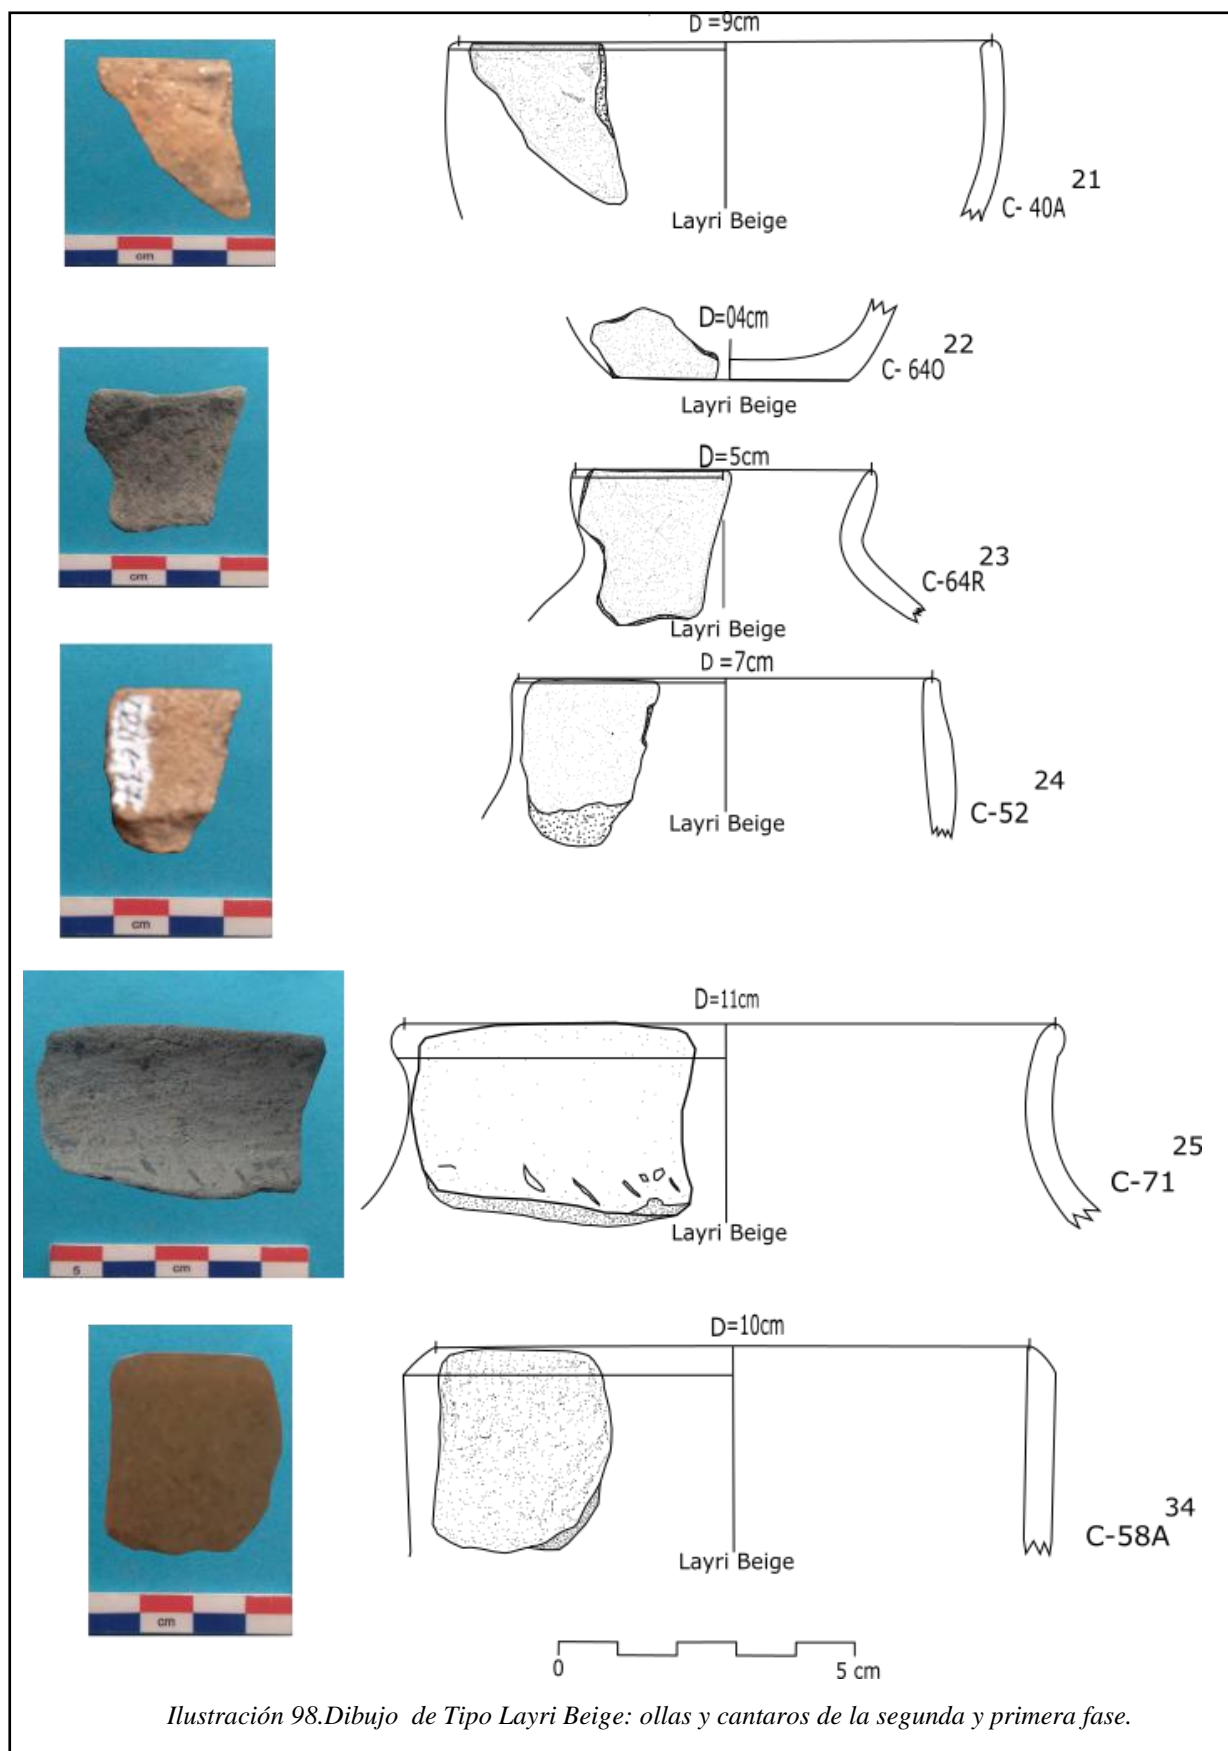 D =9cm
21
C- 40A
Layri Beige
cm
D=04cm
22
C- 64O
Layri Beige
D=5cm
23
C-64R
Layri Beige
cm
D =7cm
24
C-52
Layri Beige
cm
D=11cm
25
C-71
Layri Beige
5 cm
D=10cm
34
C-58A
Layri Beige
cm
0 5 cm
Ilustración 98.Dibujo de Tipo Layri Beige: ollas y cantaros de la segunda y primera fase.